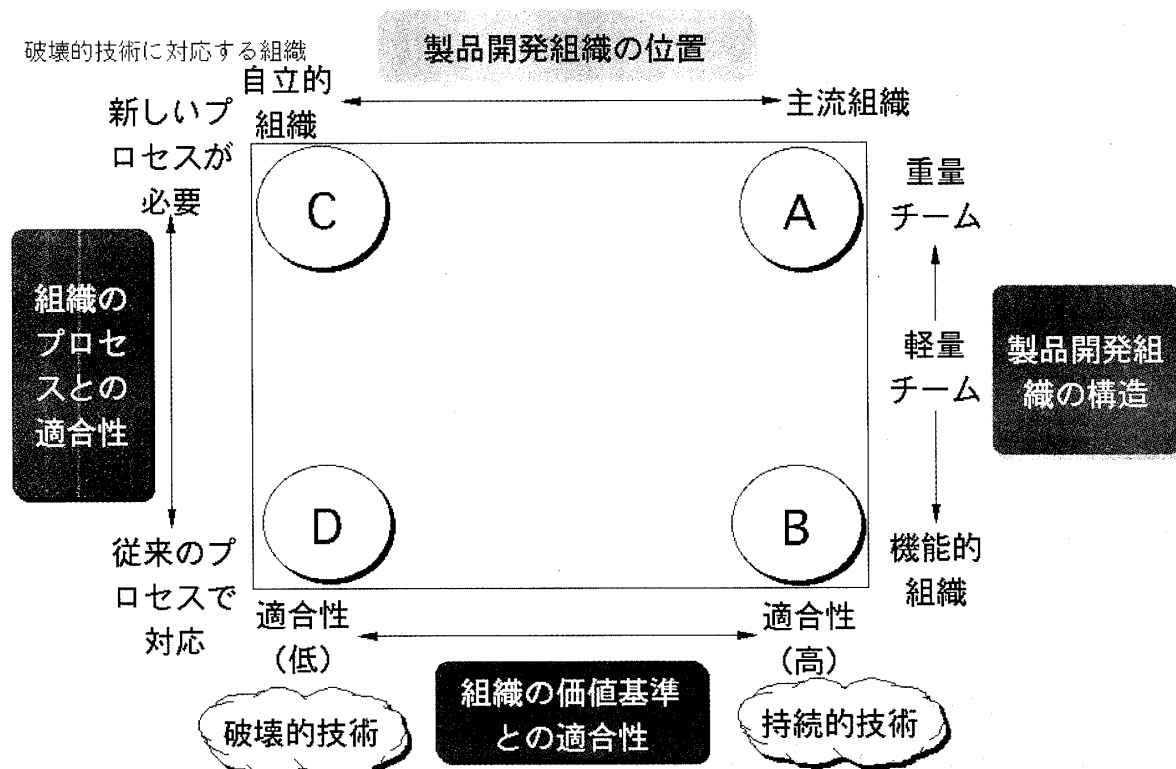 破壊的技術に対応する組織
製品開発組織の位置
自立的
組織
主流組織
新しいプ
ロセスが
必要
C
A
重量
チーム
組織の
プロセ
スとの
適合性
軽量
チーム
製品開発組
織の構造
D
B
従来のプ
ロセスで
対応
機能的
組織
適合性
(低)
適合性
(高)
組織の価値基準
との適合性
破壊的技術
持続的技術